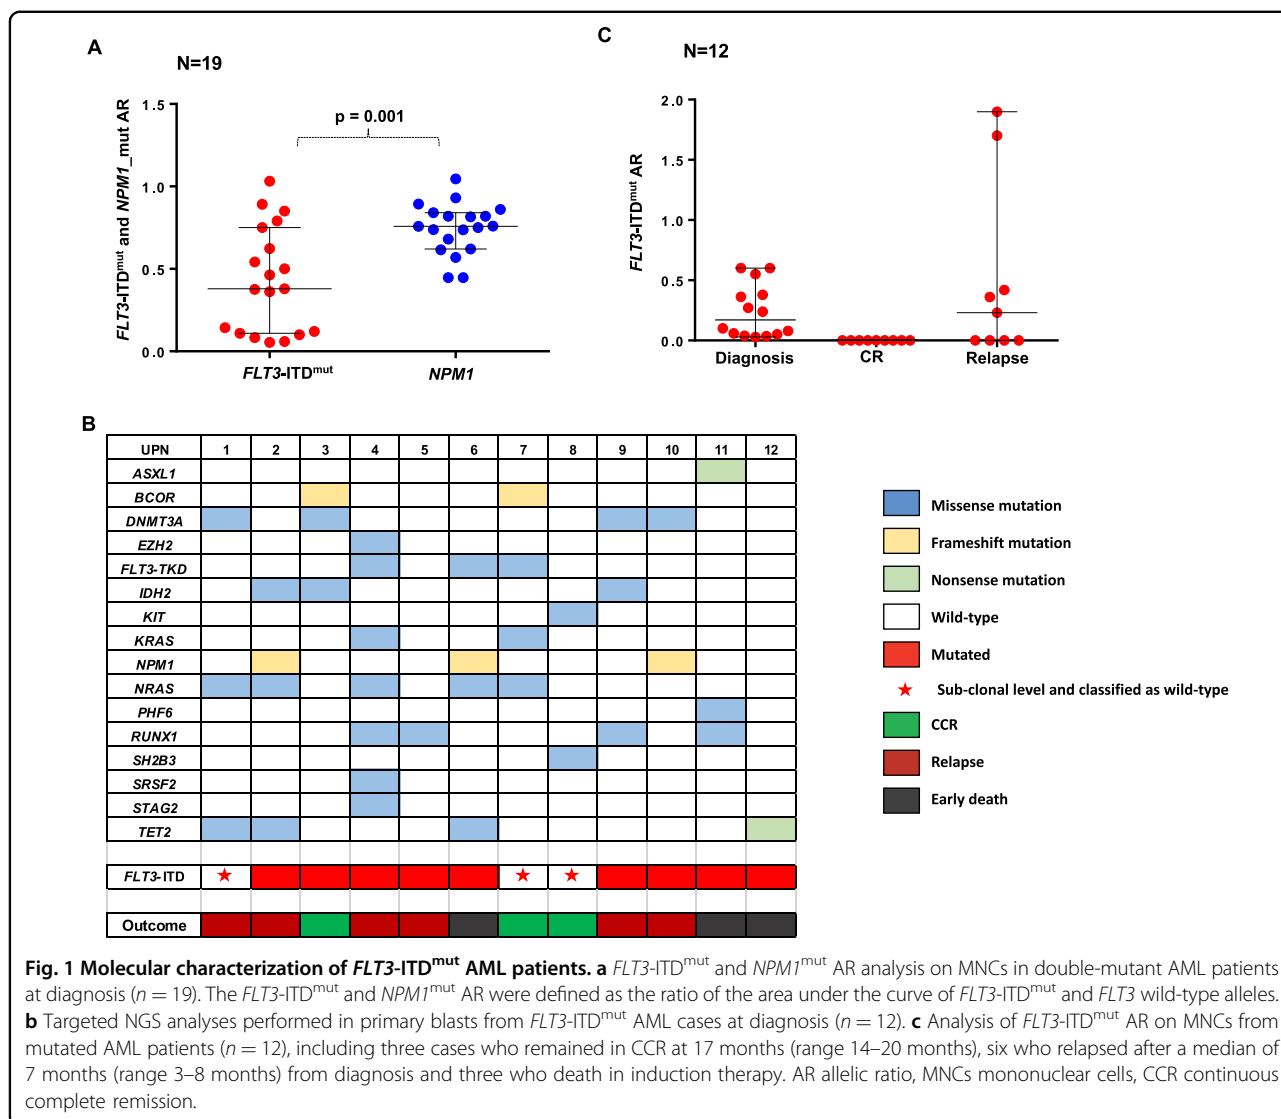 A
N=19
FLT3-ITDmut and NPM1_mut AR
1.5
1.0
0.5
0.0
p = 0.001
FLT3-ITDmut
NPM1
C
N=12
FLT3-ITDmut AR
2.0
1.5
1.0
0.5
0.0
Diagnosis
CR
Relapse
B
UPN 1 2 3 4 5 6 7 8 9 10 11 12
ASXL1
BCOR
DNMT3A
EZH2
FLT3-TKD
IDH2
KIT
KRAS
NPM1
NRAS
PHF6
RUNX1
SH2B3
SRSF2
STAG2
TET2
FLT3-ITD ★ ★ ★
Outcome
Missense mutation
Frameshift mutation
Nonsense mutation
Wild-type
Mutated
★ Sub-clonal level and classified as wild-type
CCR
Relapse
Early death
Fig. 1 Molecular characterization of FLT3-ITDmut AML patients. a FLT3-ITDmut and NPM1mut AR analysis on MNCs in double-mutant AML patients
at diagnosis (n = 19). The FLT3-ITDmut and NPM1mut AR were defined as the ratio of the area under the curve of FLT3-ITDmut and FLT3 wild-type alleles.
b Targeted NGS analyses performed in primary blasts from FLT3-ITDmut AML cases at diagnosis (n = 12). c Analysis of FLT3-ITDmut AR on MNCs from
mutated AML patients (n = 12), including three cases who remained in CCR at 17 months (range 14–20 months), six who relapsed after a median of
7 months (range 3–8 months) from diagnosis and three who death in induction therapy. AR allelic ratio, MNCs mononuclear cells, CCR continuous
complete remission.